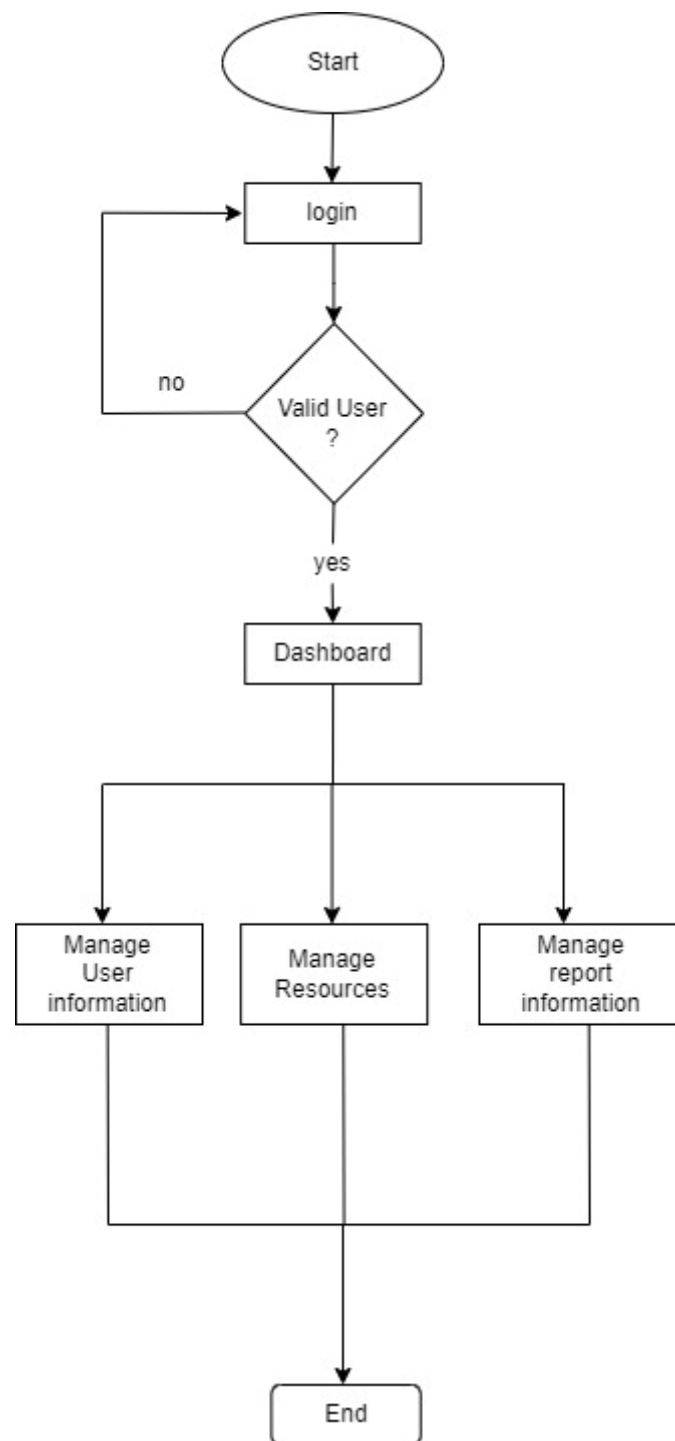 Start
login
no
Valid User
?
yes
Dashboard
Manage
User
information
Manage
Resources
Manage
report
information
End